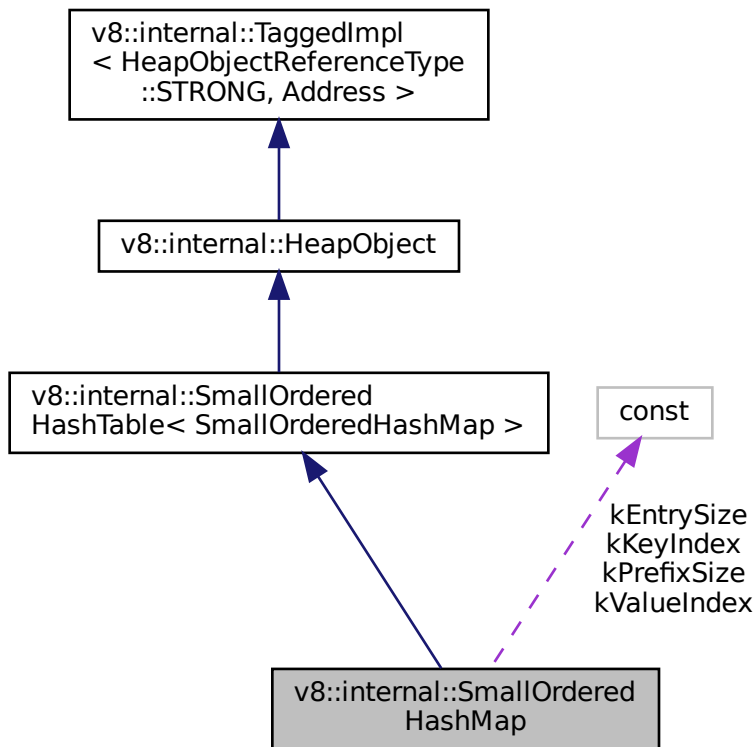 v8::internal::TaggedImpl
< HeapObjectReferenceType
::STRONG, Address >
v8::internal::HeapObject
v8::internal::SmallOrdered
HashTable< SmallOrderedHashMap >
const
kEntrySize
kKeyIndex
kPrefixSize
kValueIndex
v8::internal::SmallOrdered
HashMap